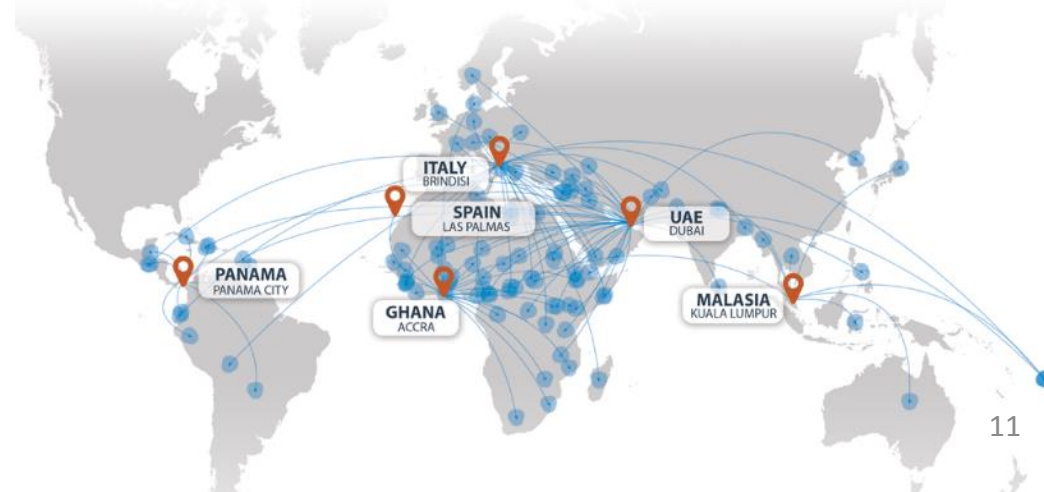 ITALY
BRINDISI
SPAIN
LAS PALMAS
UAE
DUBAI
PANAMA
PANAMA CITY
GHANA
ACCRA
MALASIA
KUALA LUMPUR
11